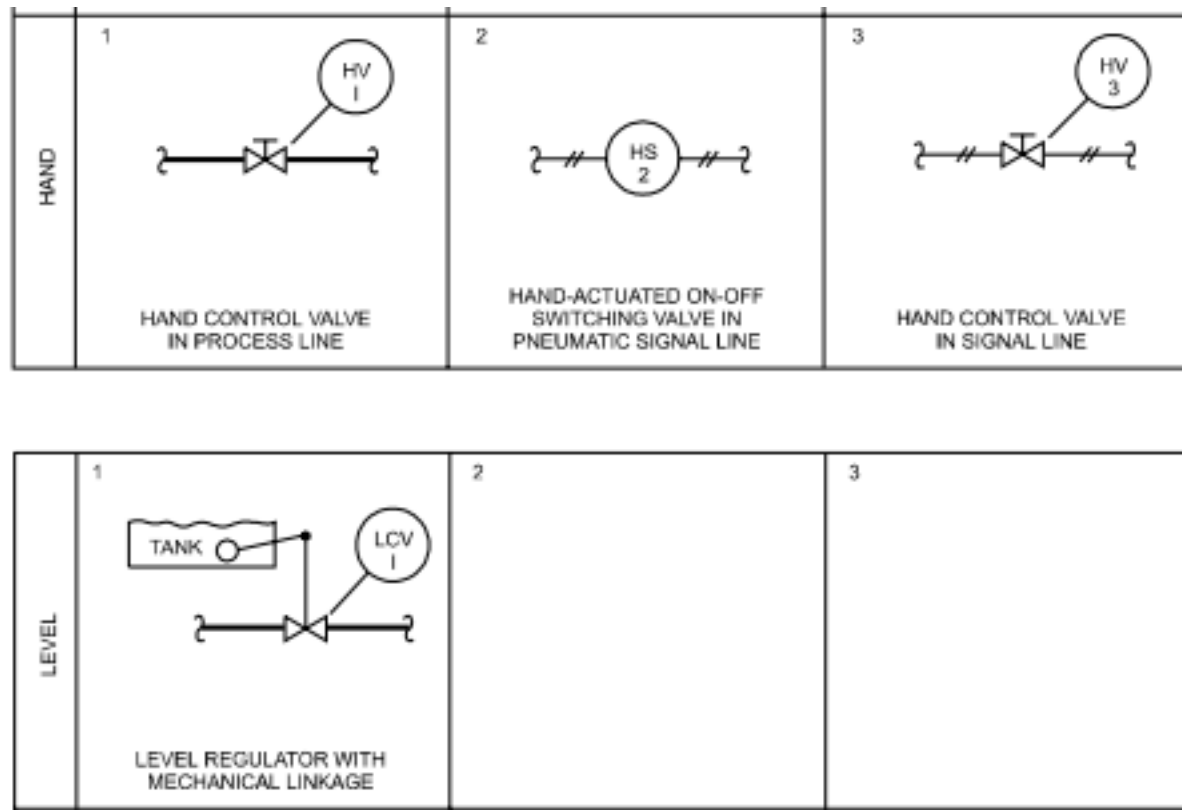 HAND
1
HV
1
HAND CONTROL VALVE
IN PROCESS LINE
2
HS
2
HAND-ACTUATED ON-OFF
SWITCHING VALVE IN
PNEUMATIC SIGNAL LINE
3
HV
3
HAND CONTROL VALVE
IN SIGNAL LINE
LEVEL
1
TANK
LCV
1
LEVEL REGULATOR WITH
MECHANICAL LINKAGE
2
3